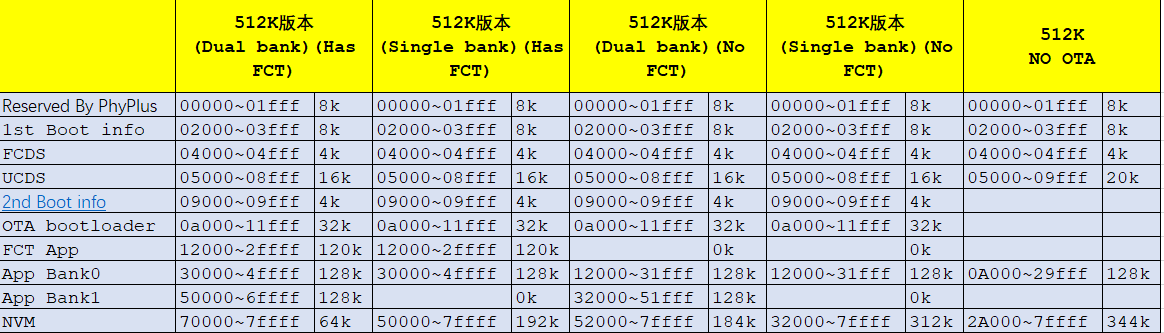 512K版本 (Dual bank)(Has FCT) 512K版本 (Single bank)(Has FCT) 512K版本 (Dual bank)(No FCT) 512K版本 (Single bank)(No FCT) 512K NO OTA
Reserved By PhyPlus 00000~01fff 8k 00000~01fff 8k 00000~01fff 8k 00000~01fff 8k 00000~01fff 8k
1st Boot info 02000~03fff 8k 02000~03fff 8k 02000~03fff 8k 02000~03fff 8k 02000~03fff 8k
FCDS 04000~04fff 4k 04000~04fff 4k 04000~04fff 4k 04000~04fff 4k 04000~04fff 4k
UCDS 05000~08fff 16k 05000~08fff 16k 05000~08fff 16k 05000~08fff 16k 05000~09fff 20k
2nd Boot info 09000~09fff 4k 09000~09fff 4k 09000~09fff 4k 09000~09fff 4k
OTA bootloader 0a000~11fff 32k 0a000~11fff 32k 0a000~11fff 32k 0a000~11fff 32k
FCT App 12000~2ffff 120k 12000~2ffff 120k 0k 0k
App Bank0 30000~4ffff 128k 30000~4ffff 128k 12000~31fff 128k 12000~31fff 128k 0A000~29fff 128k
App Bank1 50000~6ffff 128k 0k 32000~51fff 128k 0k
NVM 70000~7ffff 64k 50000~7ffff 192k 52000~7ffff 184k 32000~7ffff 312k 2A000~7ffff 344k